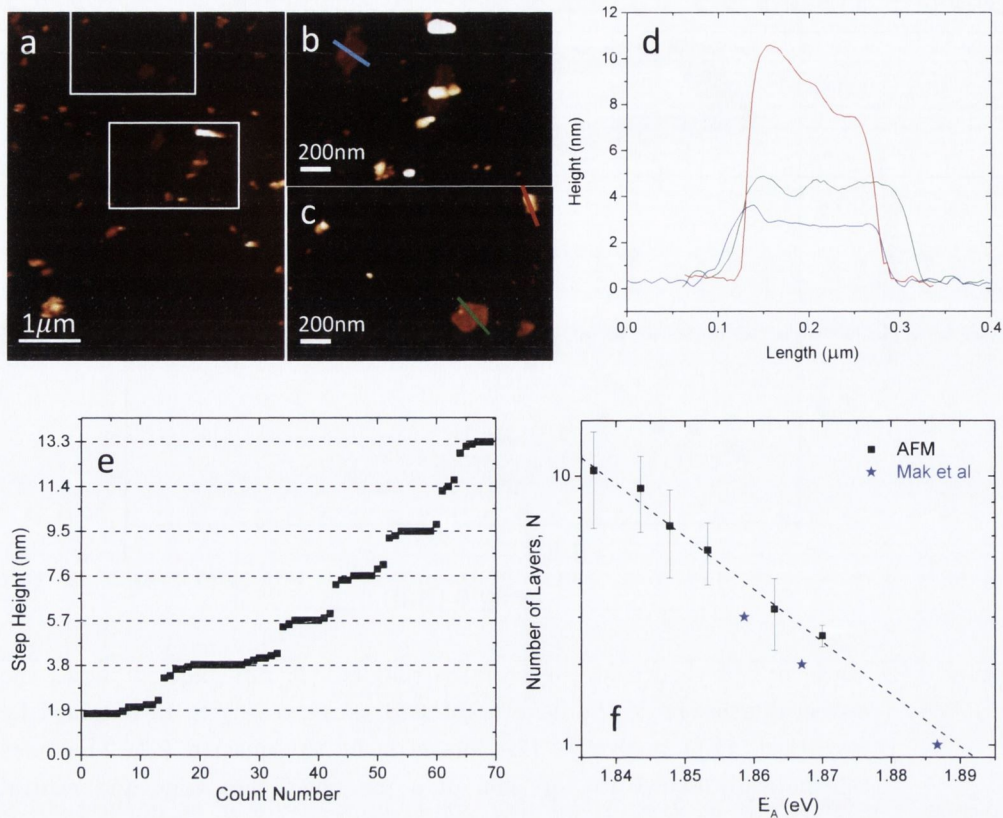 a
1μm
b
200nm
c
200nm
d
12
10
8
6
4
2
0
Height (nm)
0.0 0.1 0.2 0.3 0.4
Length (μm)
e
13.3
11.4
9.5
7.6
5.7
3.8
1.9
0.0
Step Height (nm)
0 10 20 30 40 50 60 70
Count Number
f
AFM
Mak et al
10
1
Number of Layers, N
1.84 1.85 1.86 1.87 1.88 1.89
E_A (eV)